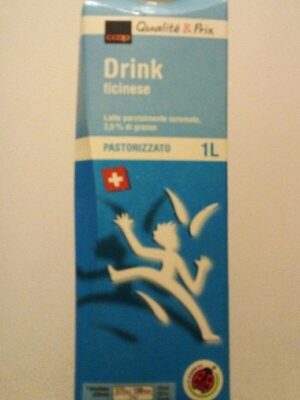 coop
Qualité & Prix
Drink
ticinese
Latte parzialmente scremato,
2,5 % di grasso
PASTORIZZATO 1L